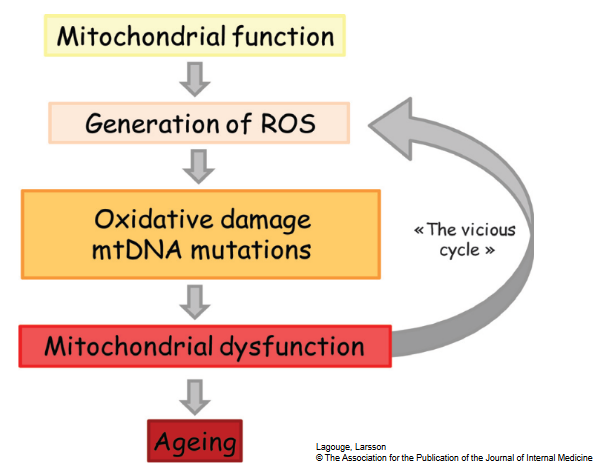 Mitochondrial function
Generation of ROS
Oxidative damage
mtDNA mutations
« The vicious
cycle »
Mitochondrial dysfunction
Ageing
Lagouge, Larsson
© The Association for the Publication of the Journal of Internal Medicine